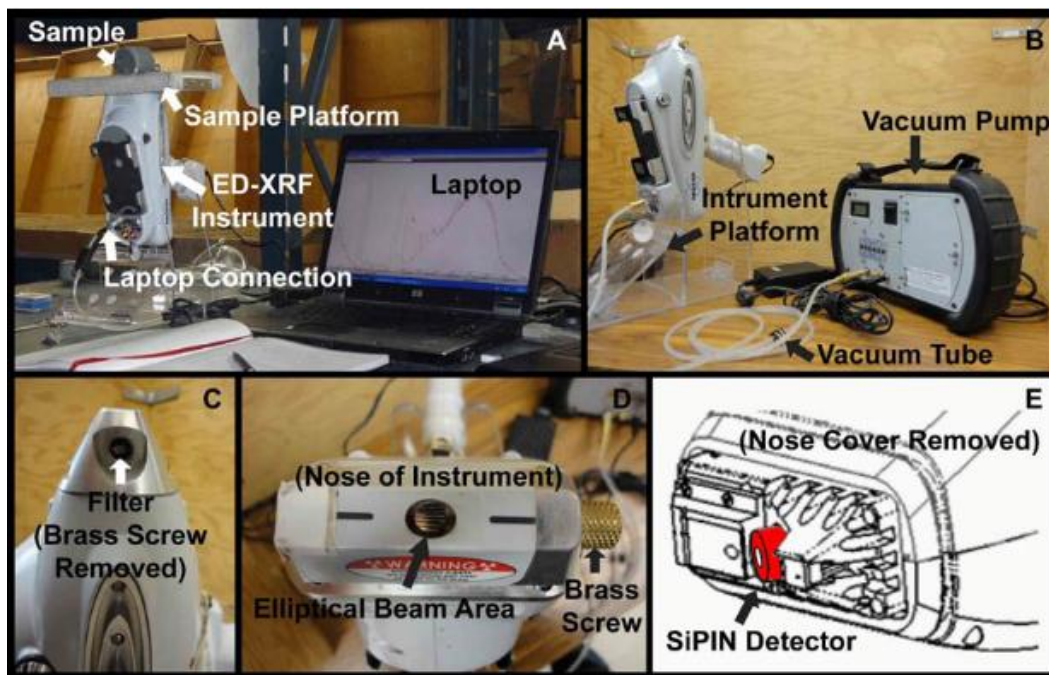 Sample
A
Sample Platform
ED-XRF
Instrument
Laptop
Laptop Connection
B
Vacuum Pump
Intrument
Platform
Vacuum Tube
C
Filter
(Brass Screw
Removed)
D
(Nose of Instrument)
WARNING
Elliptical Beam Area
Brass
Screw
E
(Nose Cover Removed)
SiPIN Detector